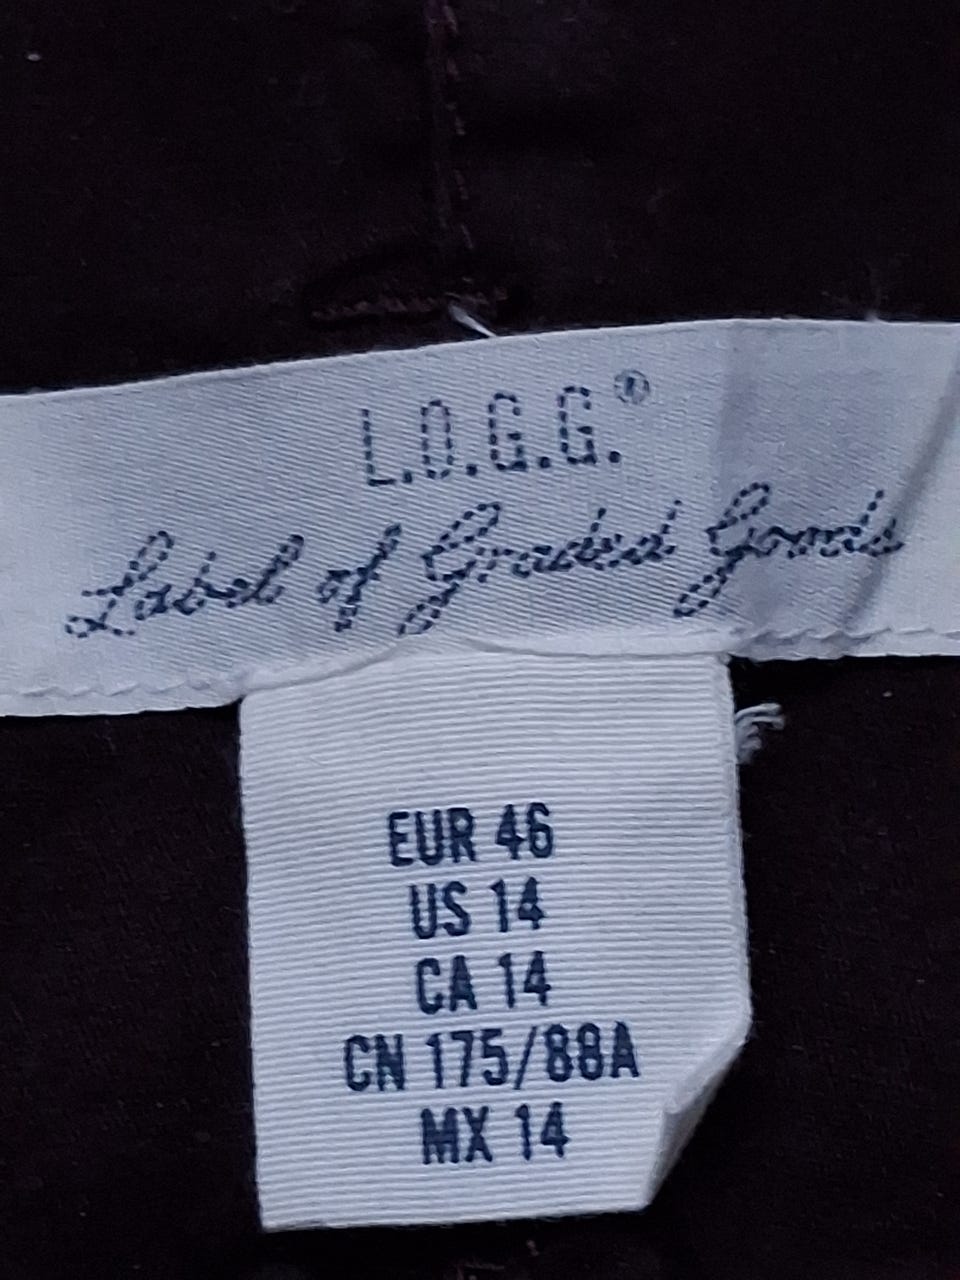 L.O.G.G.®
Label of Graded Goods
EUR 46
US 14
CA 14
CN 175/88A
MX 14